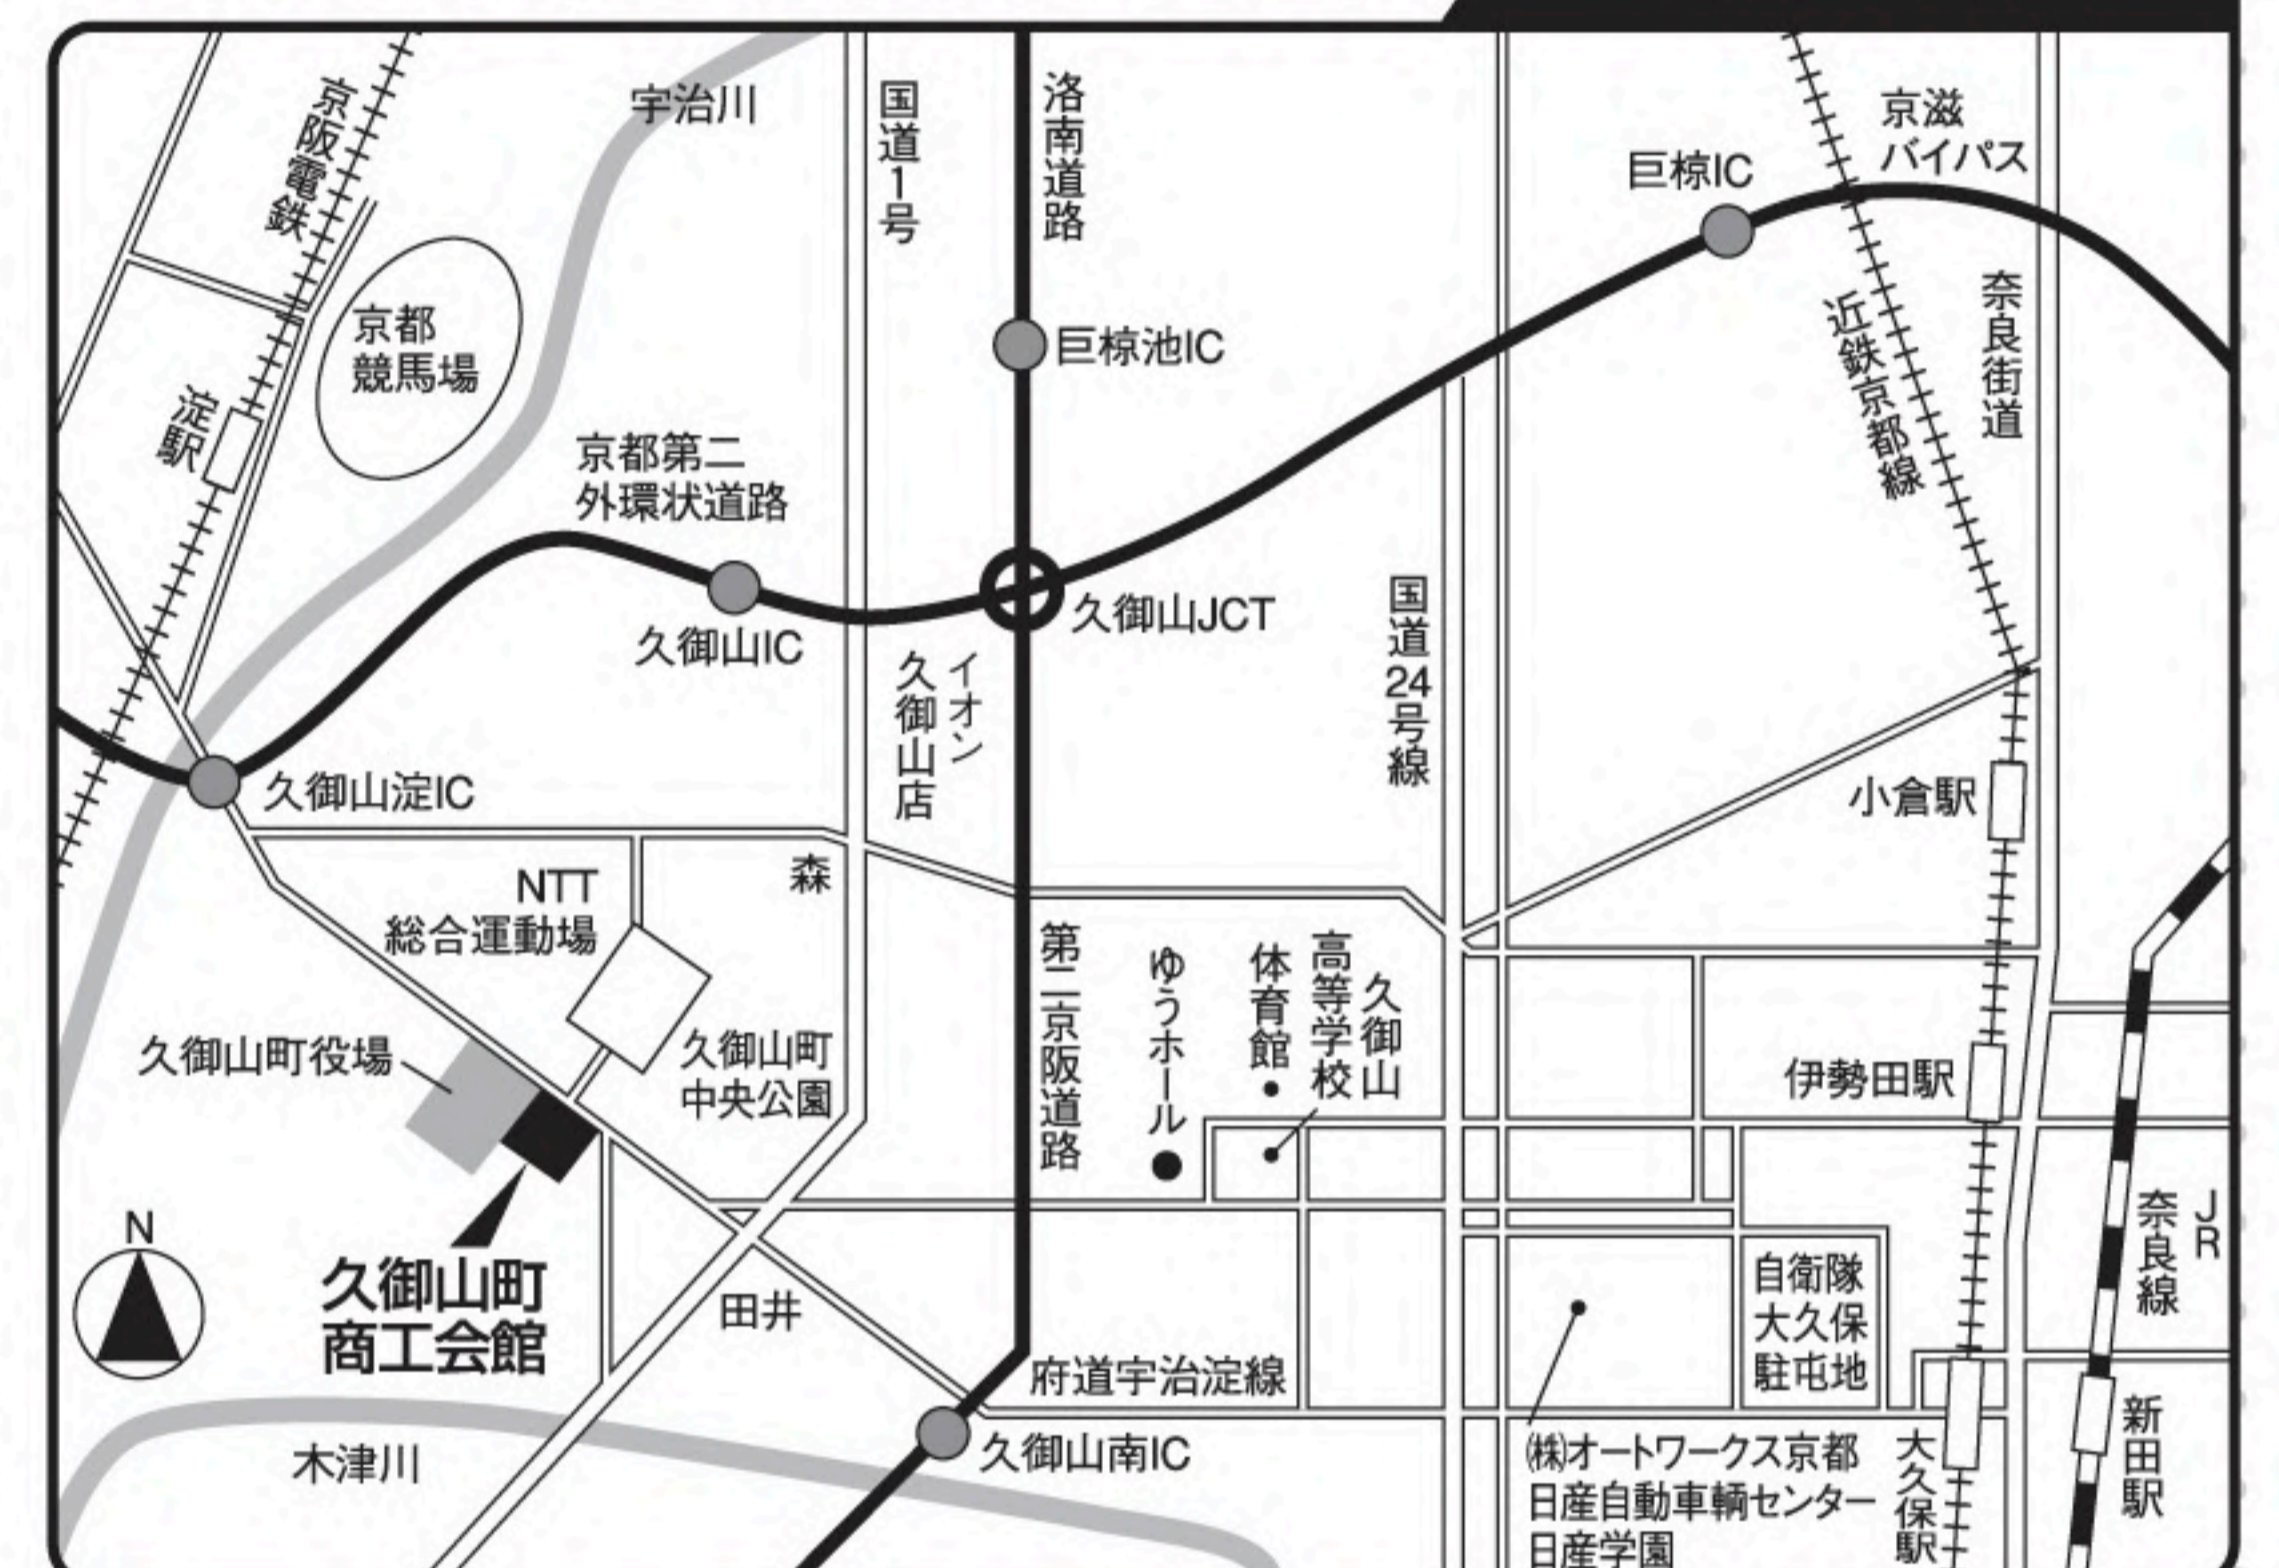 京阪電鉄
宇治川
国道1号
洛南道路
巨椋IC
京滋
バイパス
京都
競馬場
巨椋池IC
近鉄京都線
奈良街道
淀駅
京都第二
外環状道路
久御山IC
久御山JCT
国道24号線
イオン
久御山店
久御山淀IC
小倉駅
NTT
総合運動場
森
第二京阪道路
ゆうホール
体育館
久御山
高等学校
久御山町役場
久御山町
中央公園
伊勢田駅
N
久御山町
商工会館
田井
自衛隊
大久保
駐屯地
JR
奈良線
府道宇治淀線
木津川
久御山南IC
㈱オートワークス京都
日産自動車輌センター
日産学園
大久保駅
新田駅